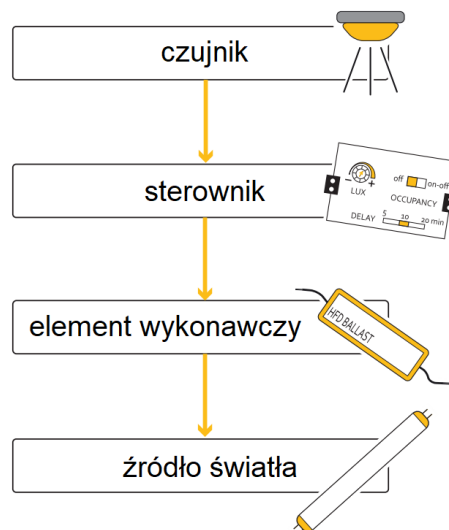 czujnik
sterownik
off on-off
- +
LUX
OCCUPANCY
DELAY 5 10 20 min
element wykonawczy
HFD BALLAST
źródło światła